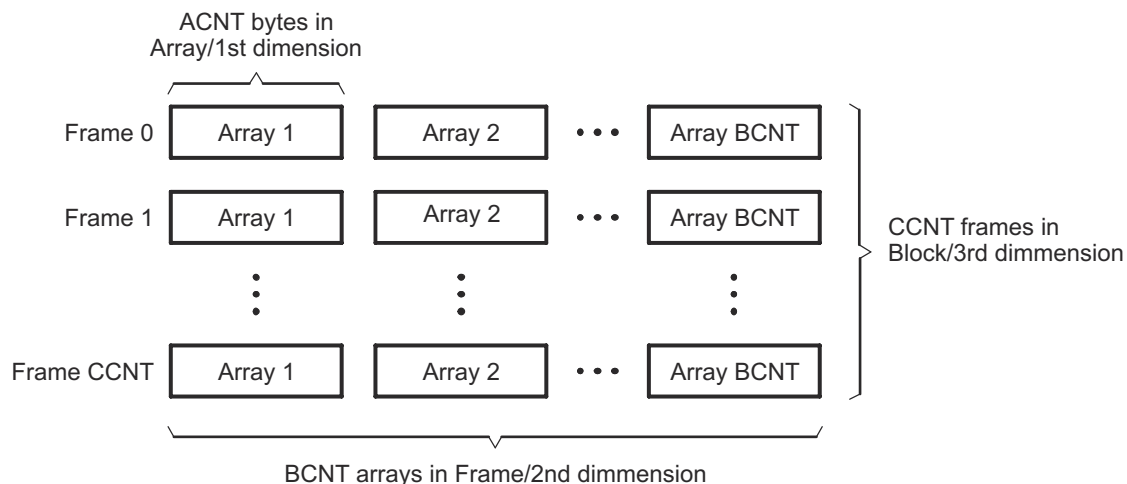 ACNT bytes in
Array/1st dimension
Frame 0 Array 1 Array 2 Array BCNT
Frame 1 Array 1 Array 2 Array BCNT
CCNT frames in
Block/3rd dimmension
Frame CCNT Array 1 Array 2 Array BCNT
BCNT arrays in Frame/2nd dimmension